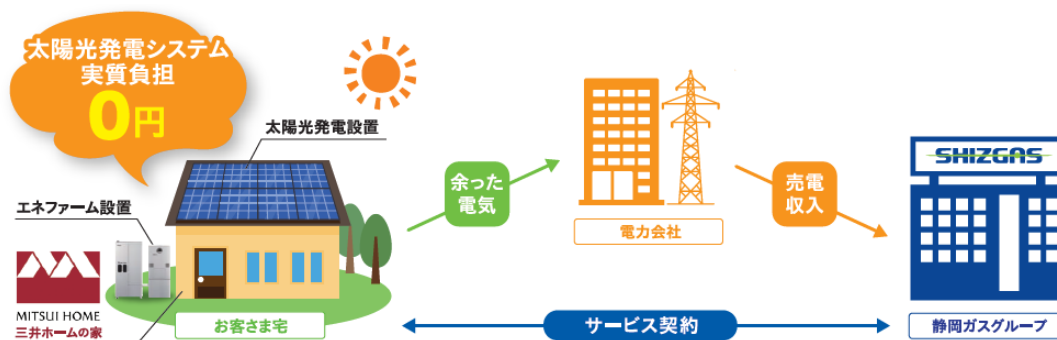 太陽光発電システム
実質負担
0円
太陽光発電設置
エネファーム設置
MITSUI HOME
三井ホームの家
お客さま宅
余った
電気
電力会社
売電
収入
SHIZGAS
静岡ガスグループ
サービス契約